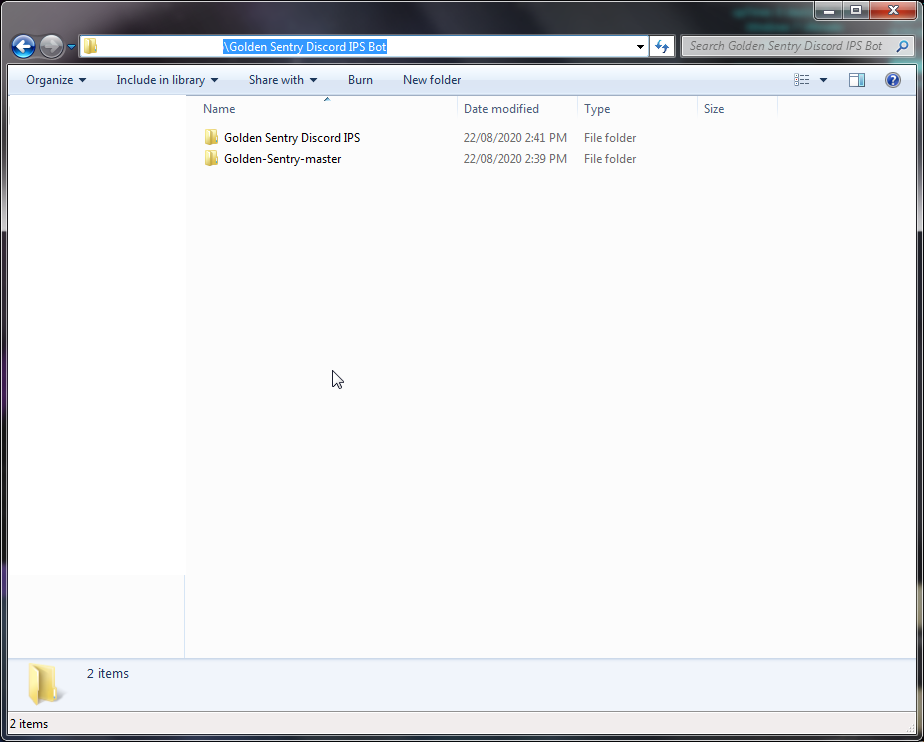 \Golden Sentry Discord IPS Bot
Search Golden Sentry Discord IPS Bot
Organize Include in library Share with Burn New folder
Name Date modified Type Size
Golden Sentry Discord IPS 22/08/2020 2:41 PM File folder
Golden-Sentry-master 22/08/2020 2:39 PM File folder
2 items
2 items